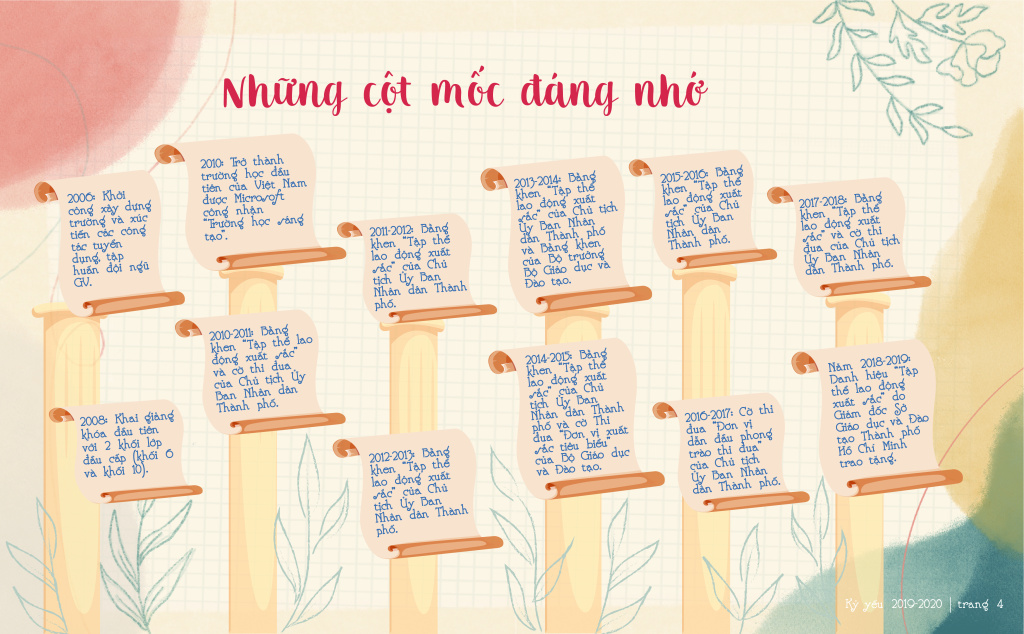 Những cột mốc đáng nhớ
2006: Khởi
công xây dựng
trường và xúc
tiến các công
tác tuyển
dụng, tập
huấn đội ngũ
GV.
2008: Khai giảng
khóa đầu tiên
với 2 khối lớp
đầu cấp (khối 6
và khối 10).
2010: Trở thành
trường học đầu
tiên của Việt Nam
được Microsoft
công nhận
"Trường học sáng
tạo".
2010-2011: Bằng
khen "Tập thể lao
động xuất sắc"
và cờ thi đua
của Chủ tịch Ủy
Ban Nhân dân
Thành phố.
2011-2012: Bằng
khen "Tập thể
lao động xuất
sắc" của Chủ
tịch Ủy Ban
Nhân dân Thành
phố.
2012-2013: Bằng
khen "Tập thể
lao động xuất
sắc" của Chủ
tịch Ủy Ban
Nhân dân Thành
phố.
2013-2014: Bằng
khen "Tập thể
lao động xuất
sắc" của Chủ tịch
Ủy Ban Nhân
dân Thành phố
và Bằng khen
của Bộ trưởng
Bộ Giáo dục và
Đào tạo.
2014-2015: Bằng
khen "Tập thể
lao động xuất
sắc" của Chủ
tịch Ủy Ban
Nhân dân Thành
phố và cờ Thi
đua "Đơn vị xuất
sắc tiêu biểu"
của Bộ Giáo dục
và Đào tạo.
2015-2016: Bằng
khen "Tập thể
lao động xuất
sắc" của Chủ
tịch Ủy Ban
Nhân dân
Thành phố.
2016-2017: Cờ thi
đua "Đơn vị
dẫn đầu phong
trào thi đua"
của Chủ tịch
Ủy Ban Nhân
dân Thành phố.
2017-2018: Bằng
khen "Tập thể
lao động xuất
sắc" và cờ thi
đua của Chủ tịch
Ủy Ban Nhân
dân Thành phố.
Năm 2018-2019:
Danh hiệu "Tập
thể lao động
xuất sắc" do
Giám đốc Sở
Giáo dục và Đào
tạo Thành phố
Hồ Chí Minh
trao tặng.
Kỷ yếu 2019-2020 | trang 4